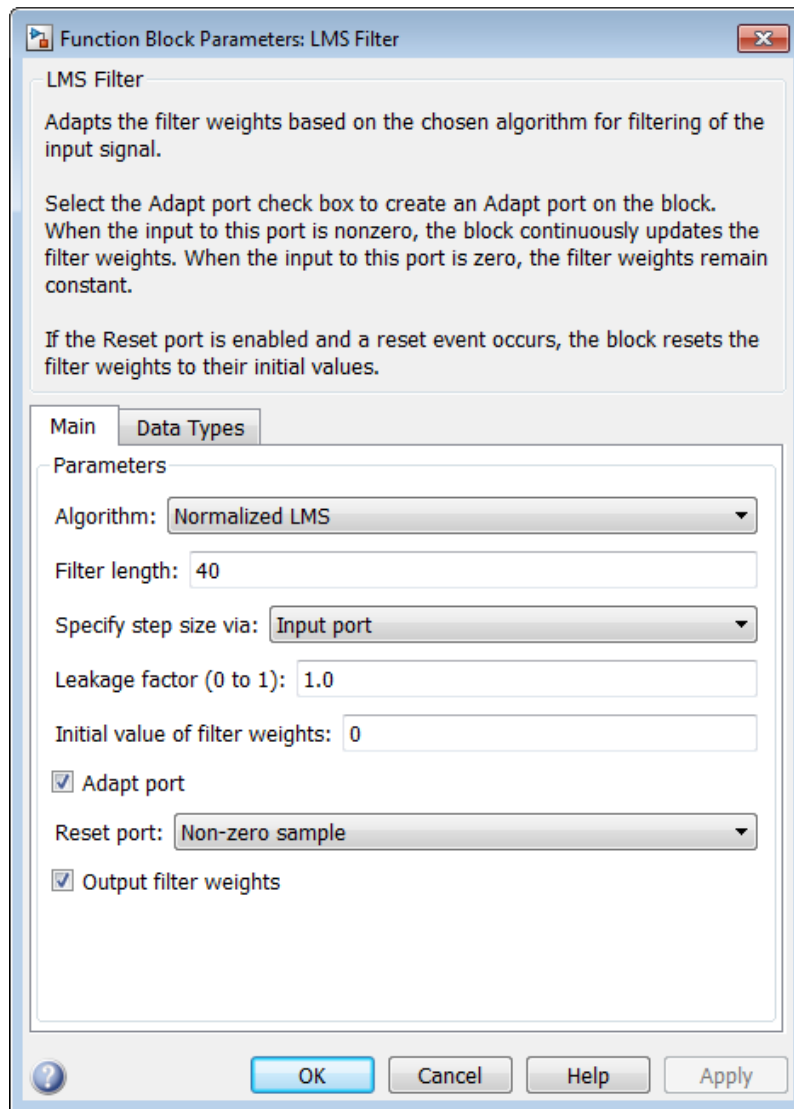 Function Block Parameters: LMS Filter
LMS Filter
Adapts the filter weights based on the chosen algorithm for filtering of the
input signal.
Select the Adapt port check box to create an Adapt port on the block.
When the input to this port is nonzero, the block continuously updates the
filter weights. When the input to this port is zero, the filter weights remain
constant.
If the Reset port is enabled and a reset event occurs, the block resets the
filter weights to their initial values.
Main Data Types
Parameters
Algorithm: Normalized LMS
Filter length: 40
Specify step size via: Input port
Leakage factor (0 to 1): 1.0
Initial value of filter weights: 0
Adapt port
Reset port: Non-zero sample
Output filter weights
? OK Cancel Help Apply